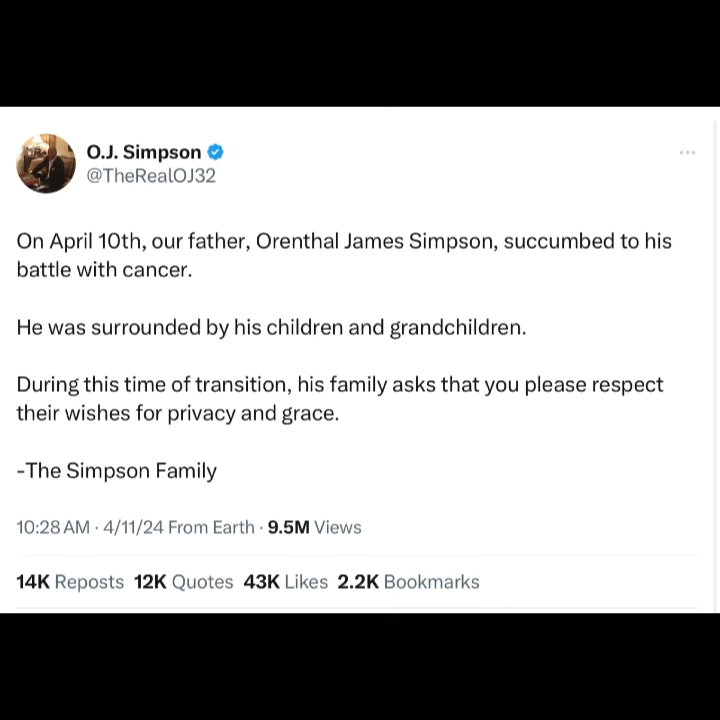 O.J. Simpson
@TheRealOJ32
On April 10th, our father, Orenthal James Simpson, succumbed to his
battle with cancer.
He was surrounded by his children and grandchildren.
During this time of transition, his family asks that you please respect
their wishes for privacy and grace.
-The Simpson Family
10:28 AM · 4/11/24 From Earth · 9.5M Views
14K Reposts 12K Quotes 43K Likes 2.2K Bookmarks